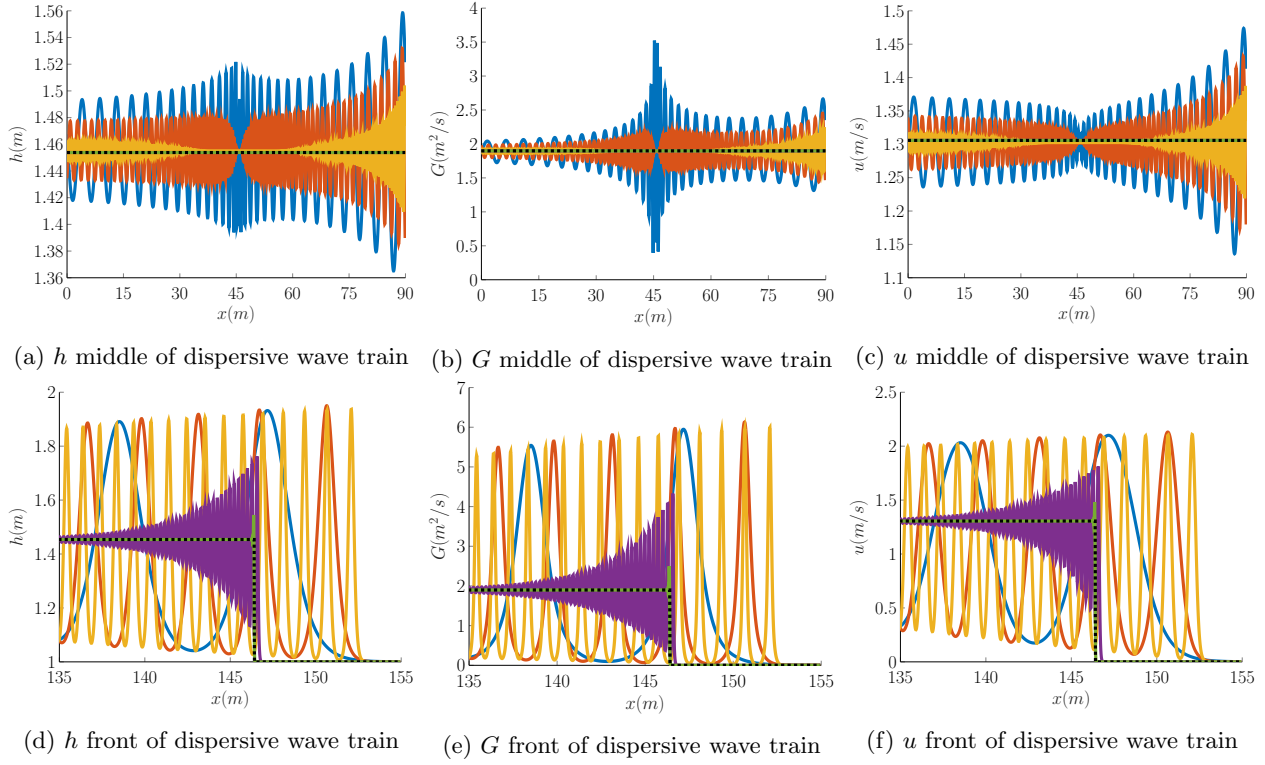 1.56
1.54
1.52
1.5
1.48
1.46
1.44
1.42
1.4
1.38
1.36
h(m)
0 15 30 45 60 75 90
x(m)
(a) h middle of dispersive wave train
4
3.5
3
2.5
2
1.5
1
0.5
0
G(m²/s)
0 15 30 45 60 75 90
x(m)
(b) G middle of dispersive wave train
1.5
1.45
1.4
1.35
1.3
1.25
1.2
1.15
1.1
u(m/s)
0 15 30 45 60 75 90
x(m)
(c) u middle of dispersive wave train
2
1.8
1.6
1.4
1.2
1
h(m)
135 140 145 150 155
x(m)
(d) h front of dispersive wave train
7
6
5
4
3
2
1
0
G(m²/s)
135 140 145 150 155
x(m)
(e) G front of dispersive wave train
2.5
2
1.5
1
0.5
0
u(m/s)
135 140 145 150 155
x(m)
(f) u front of dispersive wave train